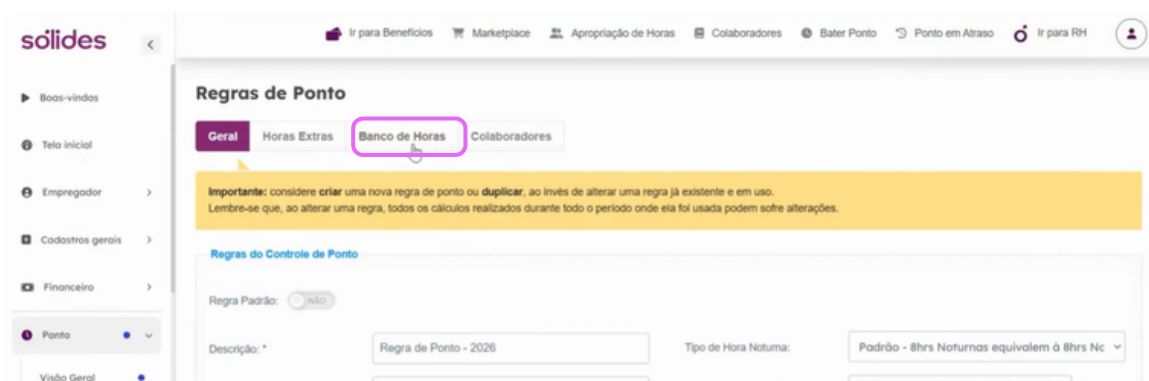 sólides
Ir para Benefícios Marketplace Apropriação de Horas Colaboradores Bater Ponto Ponto em Atraso Ir para RH
Boas-vindas
Tela inicial
Empregador
Cadastros gerais
Financeiro
Ponto
Visão Geral
Regras de Ponto
Geral Horas Extras Banco de Horas Colaboradores
Importante: considere criar uma nova regra de ponto ou duplicar, ao invés de alterar uma regra já existente e em uso.
Lembre-se que, ao alterar uma regra, todos os cálculos realizados durante todo o período onde ela foi usada podem sofre alterações.
Regras do Controle de Ponto
Regra Padrão: NÃO
Descrição: * Regra de Ponto - 2026 Tipo de Hora Noturna: Padrão - 8hrs Noturnas equivalem à 8hrs Nc